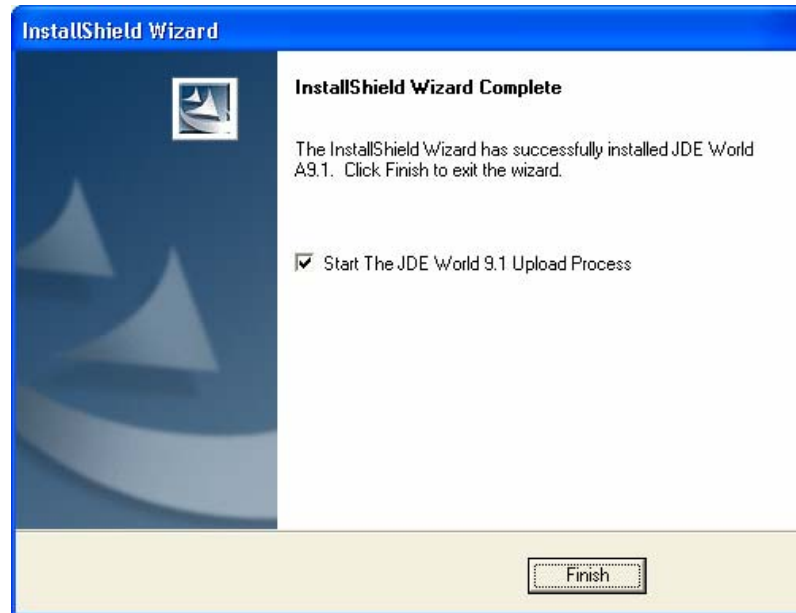 InstallShield Wizard
InstallShield Wizard Complete
The InstallShield Wizard has successfully installed JDE World
A9.1. Click Finish to exit the wizard.
Start The JDE World 9.1 Upload Process
Finish